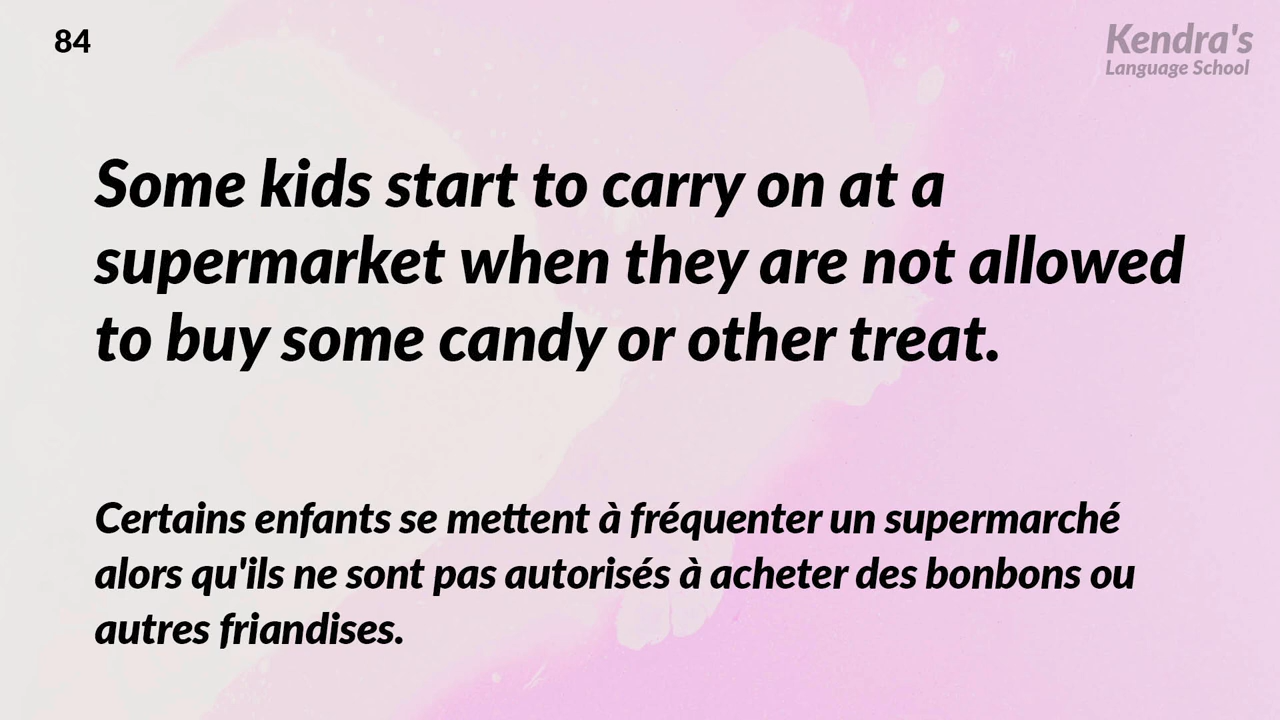 84
Kendra's
Language School
Some kids start to carry on at a
supermarket when they are not allowed
to buy some candy or other treat.
Certains enfants se mettent à fréquenter un supermarché
alors qu'ils ne sont pas autorisés à acheter des bonbons ou
autres friandises.